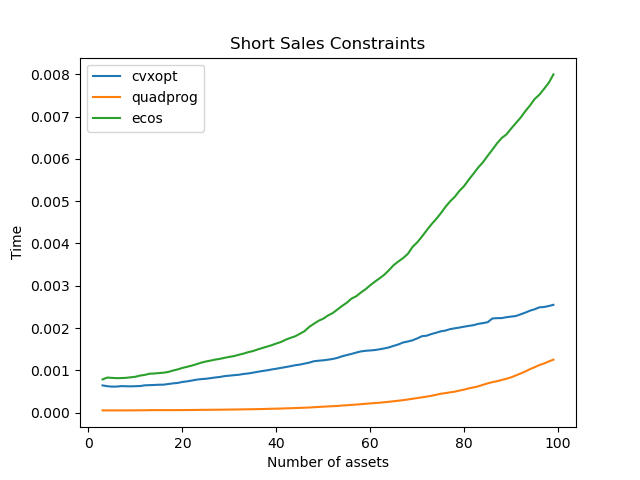 Short Sales Constraints
cvxopt
quadprog
ecos
0.008
0.007
0.006
0.005
0.004
0.003
0.002
0.001
0.000
Time
0 20 40 60 80 100
Number of assets